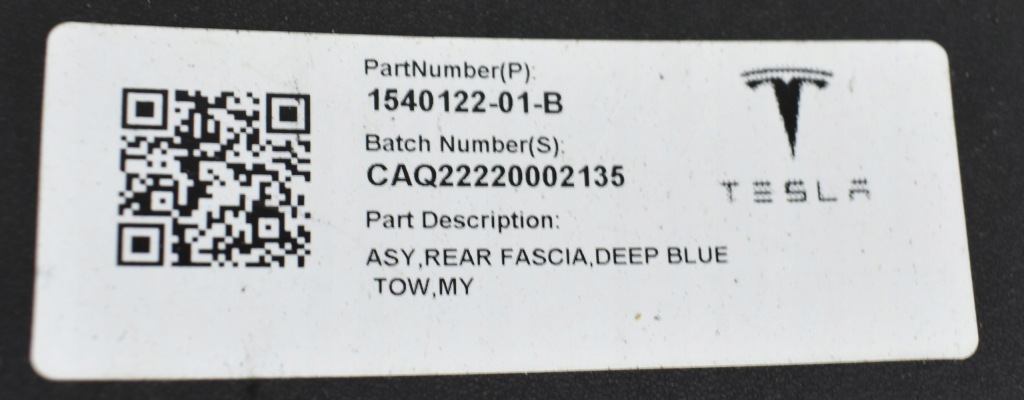 PartNumber(P):
1540122-01-B
Batch Number(S):
CAQ22220002135
Part Description:
ASY,REAR FASCIA,DEEP BLUE
TOW,MY
TESLA